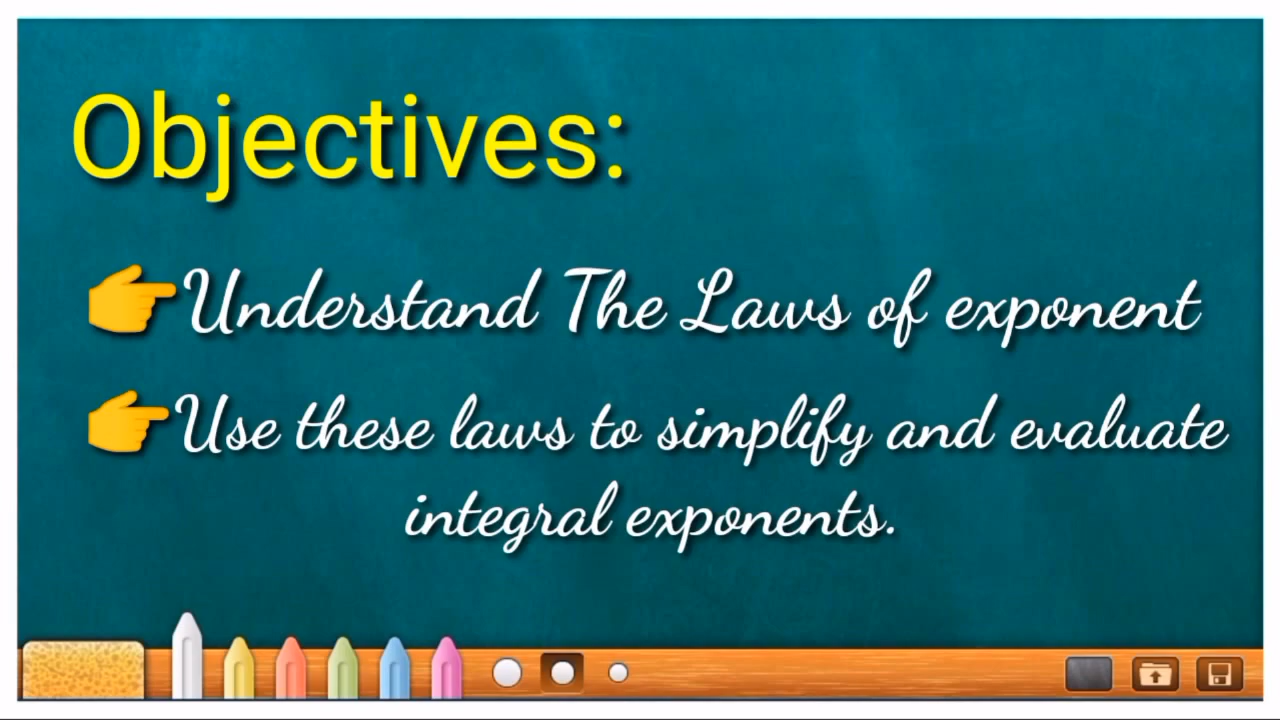 Objectives:
👉Understand The Laws of exponent
👉Use these laws to simplify and evaluate
integral exponents.